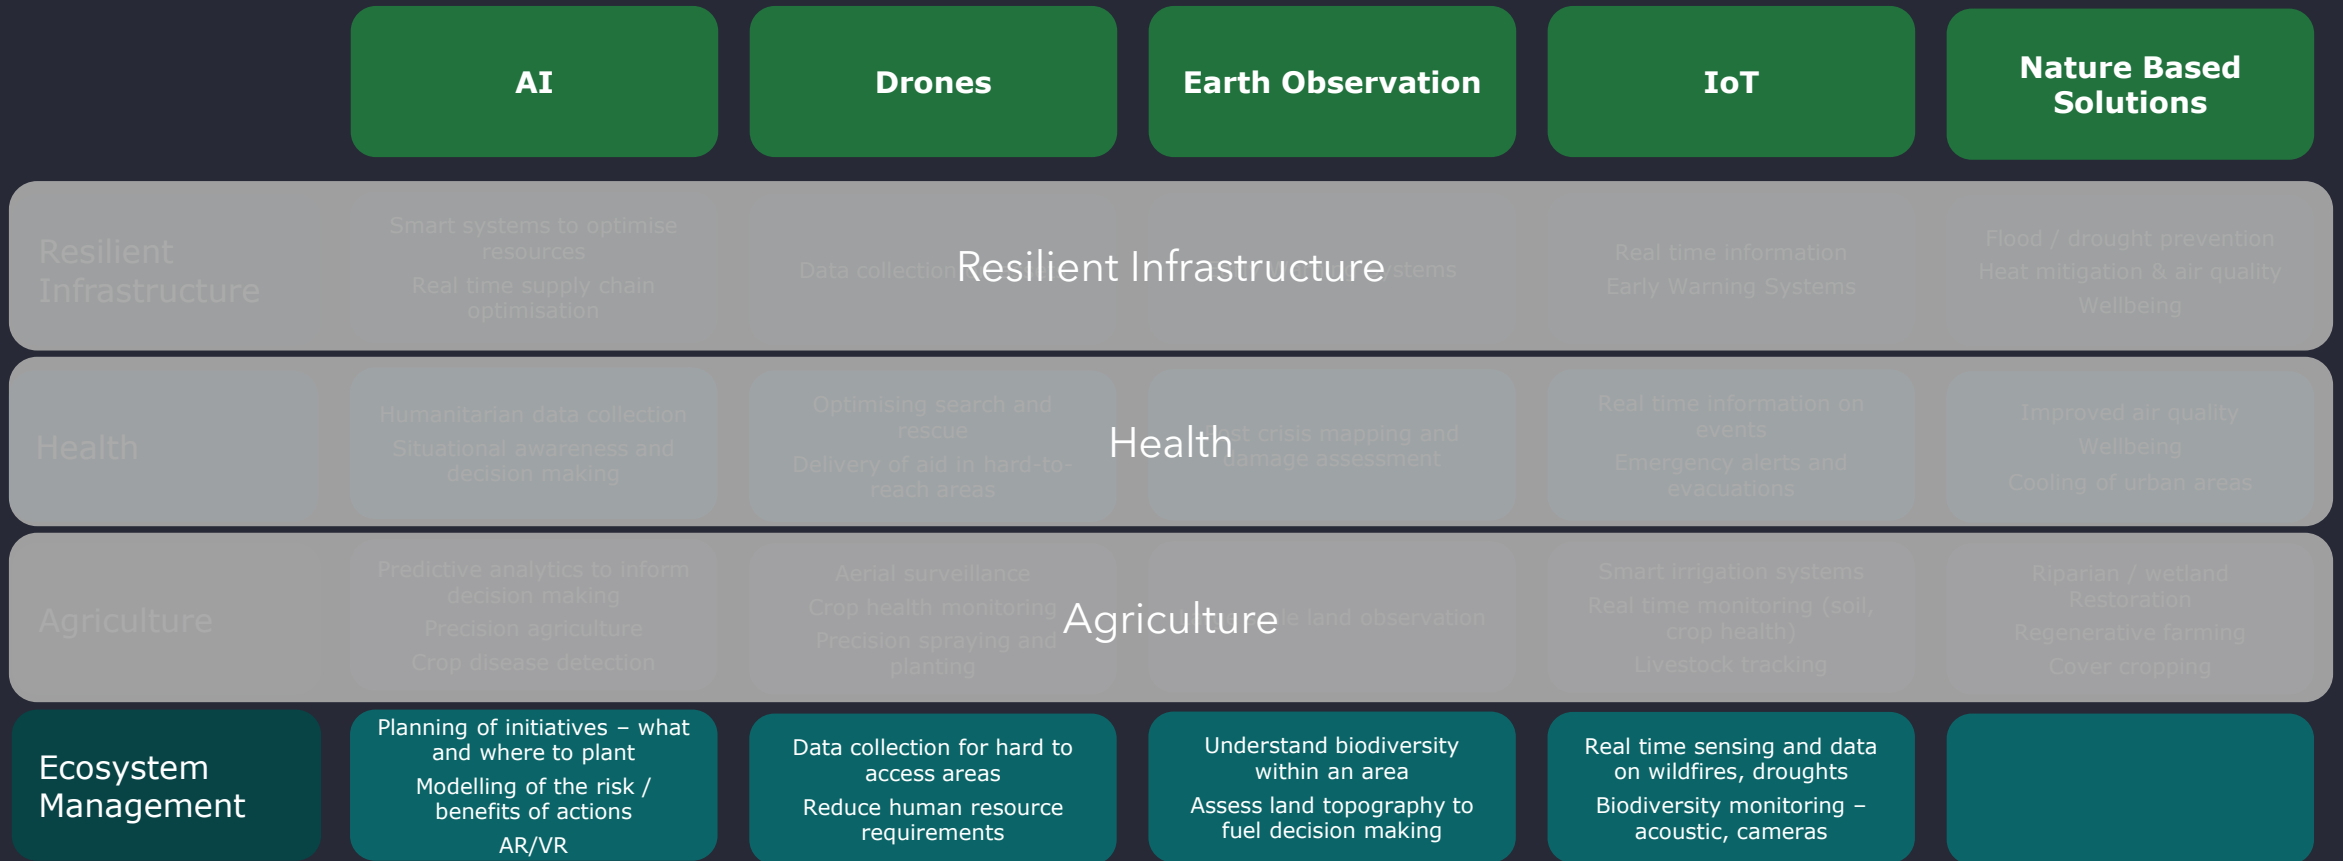 AI
Drones
Earth Observation
IoT
Nature Based
Solutions
Resilient
Infrastructure
Smart systems to optimise
resources
Real time supply chain
optimisation
Data collection
Resilient Infrastructure
Real time information
Early Warning Systems
Flood / drought prevention
Heat mitigation & air quality
Wellbeing
Health
Humanitarian data collection
Situational awareness and
decision making
Optimising search and
rescue
Delivery of aid in hard-to-
reach areas
Health
crisis mapping and
damage assessment
Real time information on
events
Emergency alerts and
evacuations
Improved air quality
Wellbeing
Cooling of urban areas
Agriculture
Predictive analytics to inform
decision making
Precision agriculture
Crop disease detection
Aerial surveillance
Crop health monitoring
Precision spraying and
planting
Agriculture
land observation
Smart irrigation systems
Real time monitoring (soil,
crop health)
Livestock tracking
Riparian / wetland
Restoration
Regenerative farming
Cover cropping
Ecosystem
Management
Planning of initiatives – what
and where to plant
Modelling of the risk /
benefits of actions
AR/VR
Data collection for hard to
access areas
Reduce human resource
requirements
Understand biodiversity
within an area
Assess land topography to
fuel decision making
Real time sensing and data
on wildfires, droughts
Biodiversity monitoring –
acoustic, cameras